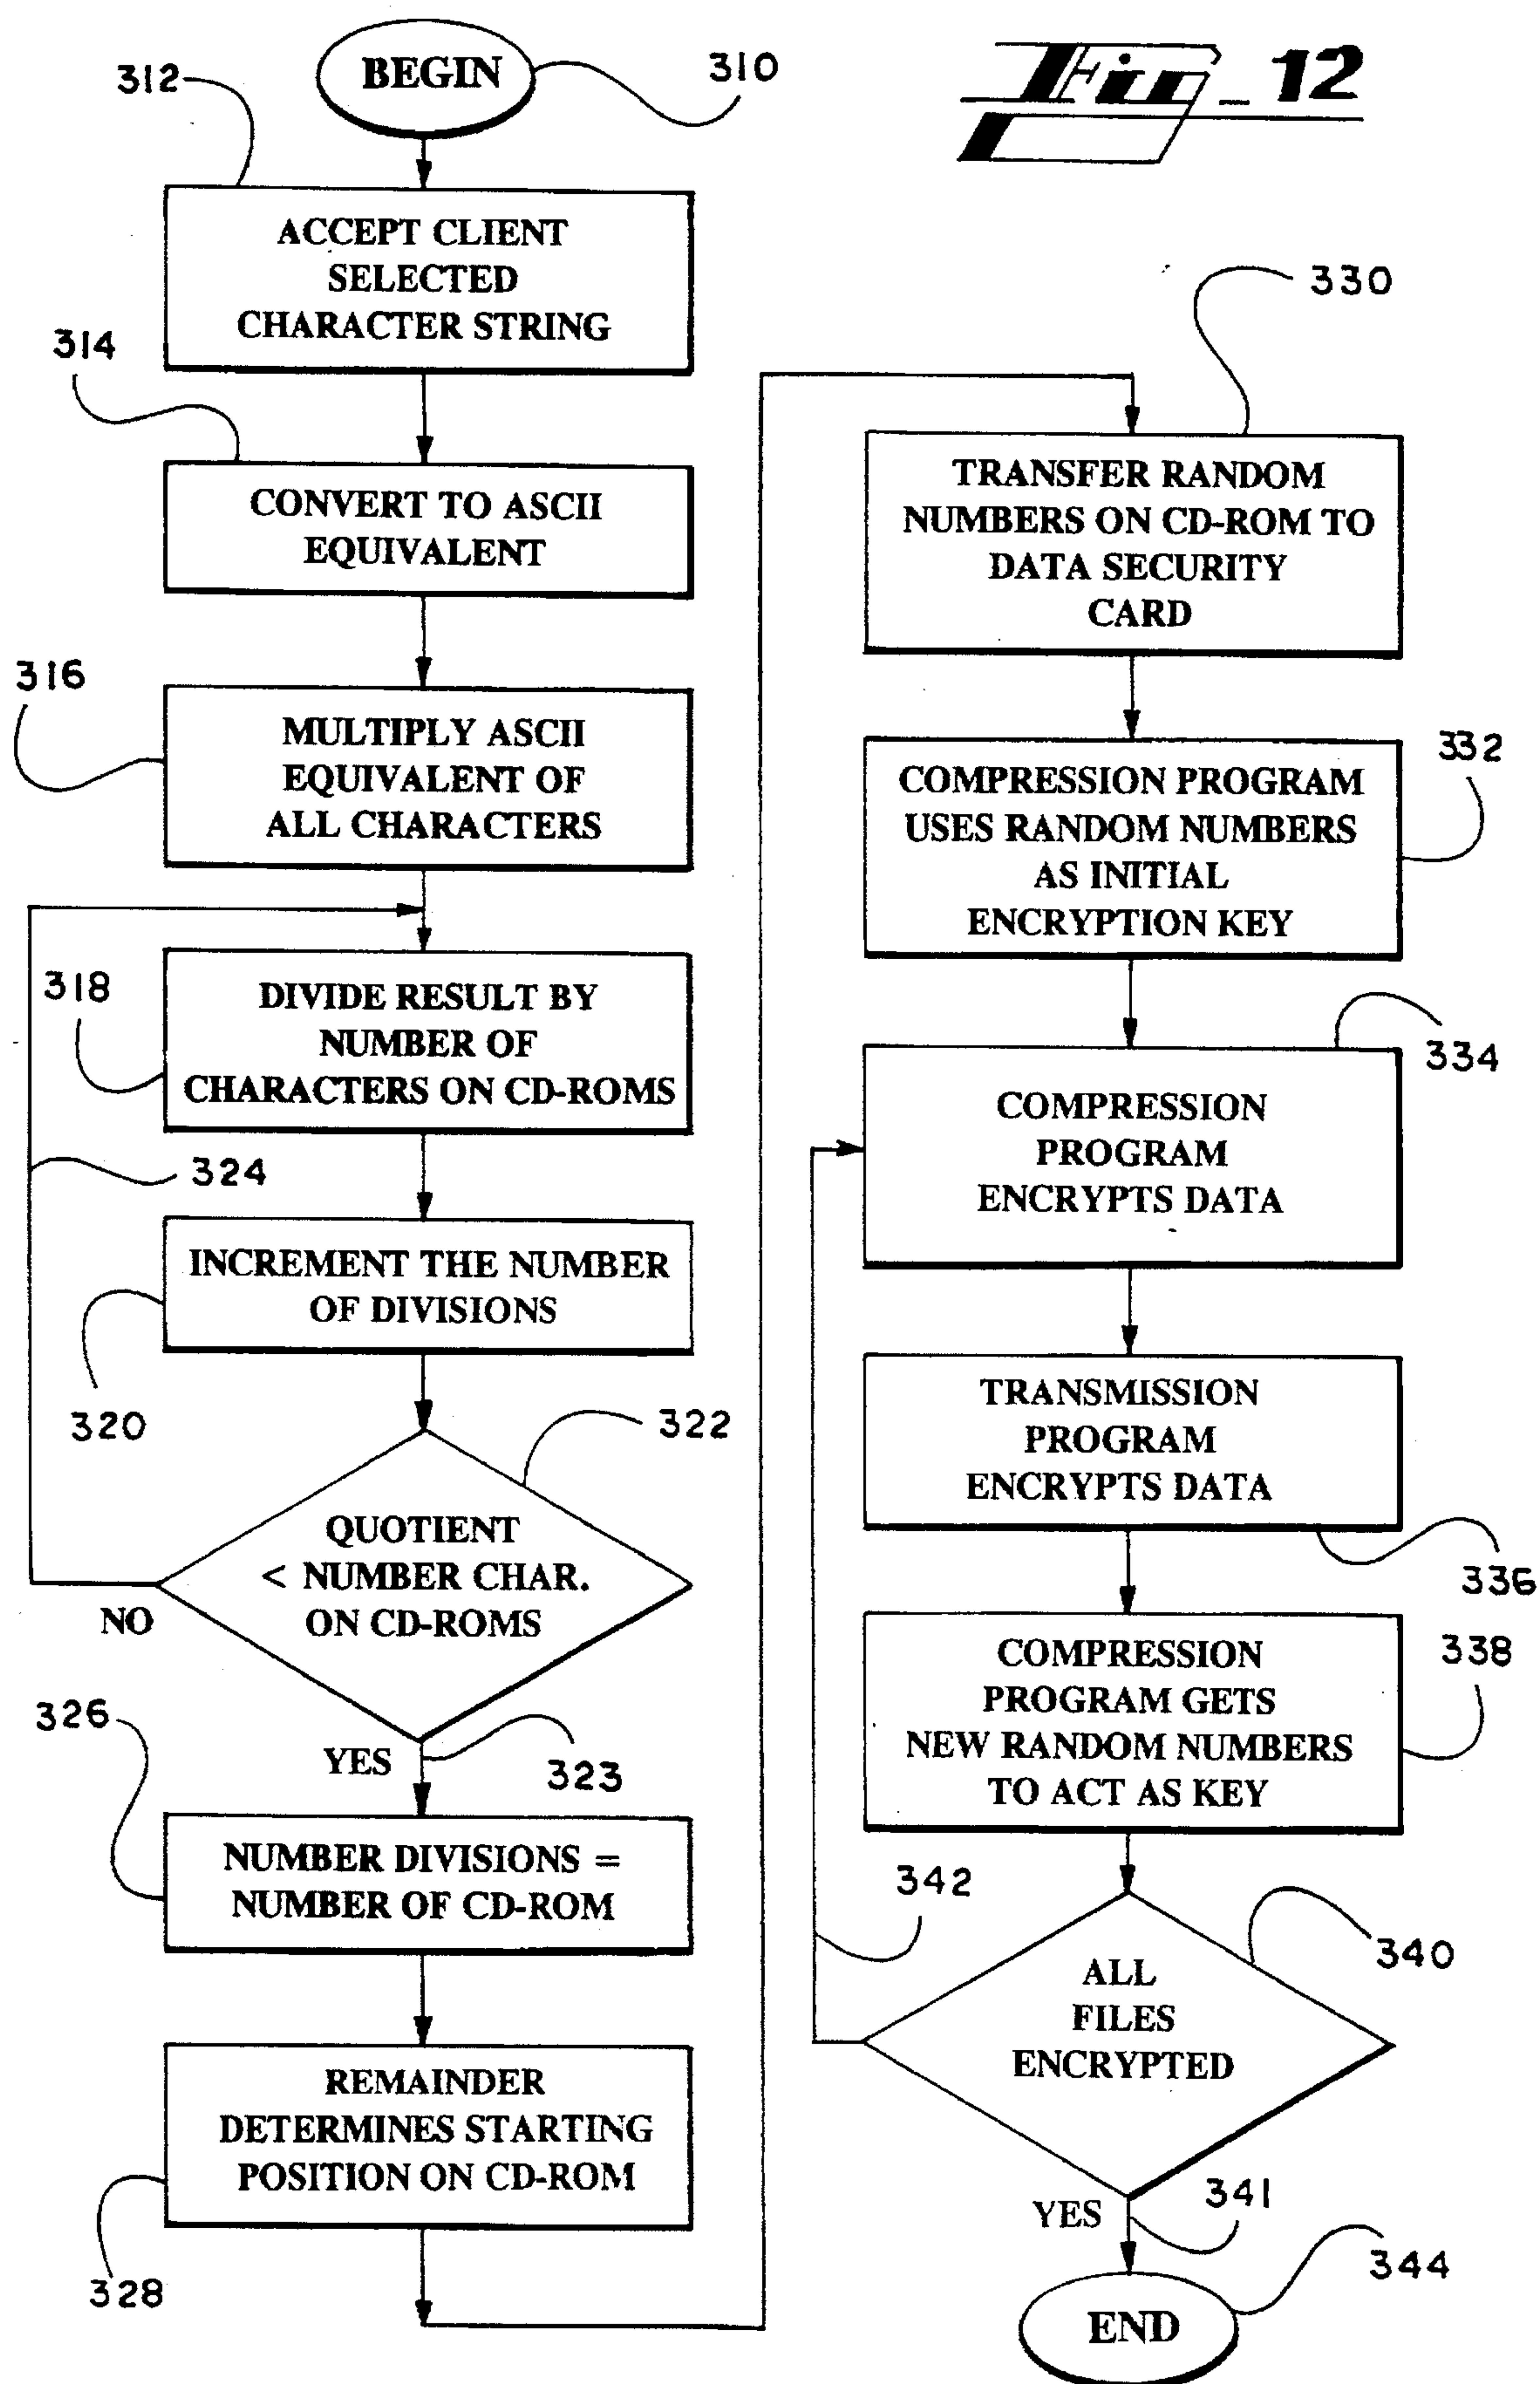 Fig_12
BEGIN
310
312
ACCEPT CLIENT
SELECTED
CHARACTER STRING
314
CONVERT TO ASCII
EQUIVALENT
316
MULTIPLY ASCII
EQUIVALENT OF
ALL CHARACTERS
318
DIVIDE RESULT BY
NUMBER OF
CHARACTERS ON CD-ROMS
324
INCREMENT THE NUMBER
OF DIVISIONS
320
322
QUOTIENT
< NUMBER CHAR.
ON CD-ROMS
NO
YES
323
326
NUMBER DIVISIONS =
NUMBER OF CD-ROM
REMAINDER
DETERMINES STARTING
POSITION ON CD-ROM
328
330
TRANSFER RANDOM
NUMBERS ON CD-ROM TO
DATA SECURITY
CARD
332
COMPRESSION PROGRAM
USES RANDOM NUMBERS
AS INITIAL
ENCRYPTION KEY
334
COMPRESSION
PROGRAM
ENCRYPTS DATA
TRANSMISSION
PROGRAM
ENCRYPTS DATA
336
338
COMPRESSION
PROGRAM GETS
NEW RANDOM NUMBERS
TO ACT AS KEY
342
340
ALL
FILES
ENCRYPTED
YES
341
344
END